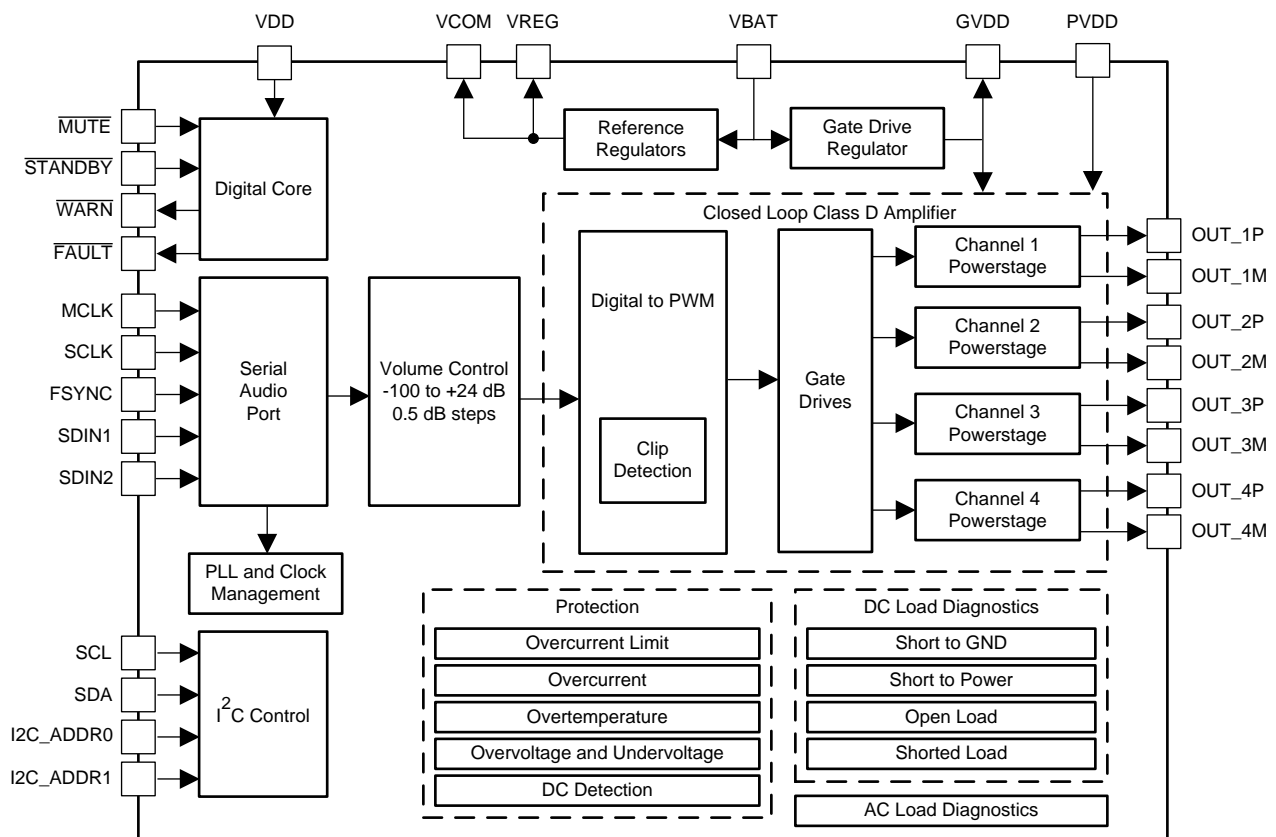 VDD
VCOM
VREG
VBAT
GVDD
PVDD
MUTE
STANDBY
WARN
FAULT
Digital Core
Reference
Regulators
Gate Drive
Regulator
MCLK
SCLK
FSYNC
SDIN1
SDIN2
Serial
Audio
Port
Volume Control
-100 to +24 dB
0.5 dB steps
Closed Loop Class D Amplifier
Digital to PWM
Clip
Detection
Gate
Drives
Channel 1
Powerstage
Channel 2
Powerstage
Channel 3
Powerstage
Channel 4
Powerstage
OUT_1P
OUT_1M
OUT_2P
OUT_2M
OUT_3P
OUT_3M
OUT_4P
OUT_4M
PLL and Clock
Management
SCL
SDA
I2C_ADDR0
I2C_ADDR1
I²C Control
Protection
Overcurrent Limit
Overcurrent
Overtemperature
Overvoltage and Undervoltage
DC Detection
DC Load Diagnostics
Short to GND
Short to Power
Open Load
Shorted Load
AC Load Diagnostics